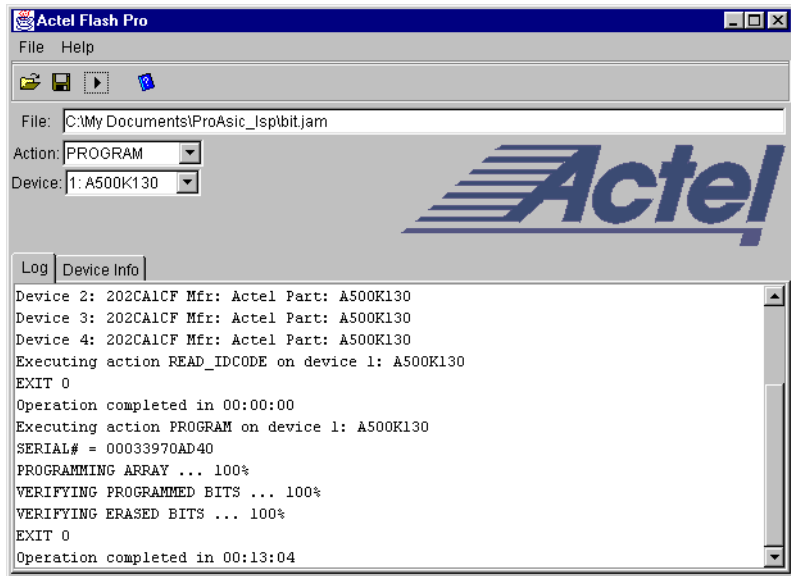 Actel Flash Pro
File Help
File: C:\My Documents\ProAsic_Isp\bit.jam
Action: PROGRAM
Device: 1: A500K130
Actel
Log Device Info
Device 2: 202CA1CF Mfr: Actel Part: A500K130
Device 3: 202CA1CF Mfr: Actel Part: A500K130
Device 4: 202CA1CF Mfr: Actel Part: A500K130
Executing action READ_IDCODE on device 1: A500K130
EXIT 0
Operation completed in 00:00:00
Executing action PROGRAM on device 1: A500K130
SERIAL# = 00033970AD40
PROGRAMMING ARRAY ... 100%
VERIFYING PROGRAMMED BITS ... 100%
VERIFYING ERASED BITS ... 100%
EXIT 0
Operation completed in 00:13:04